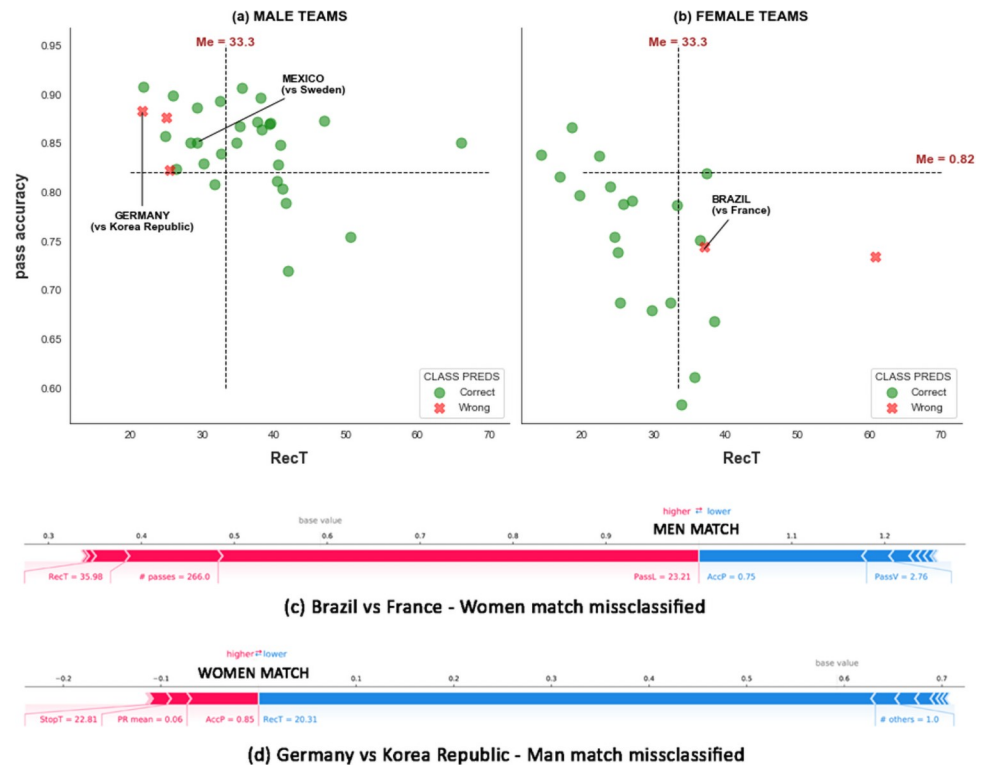 (a) MALE TEAMS
Me = 33.3
MEXICO
(vs Sweden)
GERMANY
(vs Korea Republic)
pass accuracy
0.95
0.90
0.85
0.80
0.75
0.70
0.65
0.60
CLASS PREDS
Correct
Wrong
20 30 40 50 60 70
RecT
(b) FEMALE TEAMS
Me = 33.3
Me = 0.82
BRAZIL
(vs France)
CLASS PREDS
Correct
Wrong
20 30 40 50 60 70
RecT
higher ⇄ lower
base value
MEN MATCH
0.3 0.4 0.5 0.6 0.7 0.8 0.9 1.1 1.2
RecT = 35.98 # passes = 266.0 PassL = 23.21 AccP = 0.75 PassV = 2.76
(c) Brazil vs France - Women match missclassified
higher ⇄ lower
base value
WOMEN MATCH
−0.2 −0.1 0.1 0.2 0.3 0.4 0.5 0.6 0.7
StopT = 22.81 PR mean = 0.06 AccP = 0.85 RecT = 20.31 # others = 1.0
(d) Germany vs Korea Republic - Man match missclassified